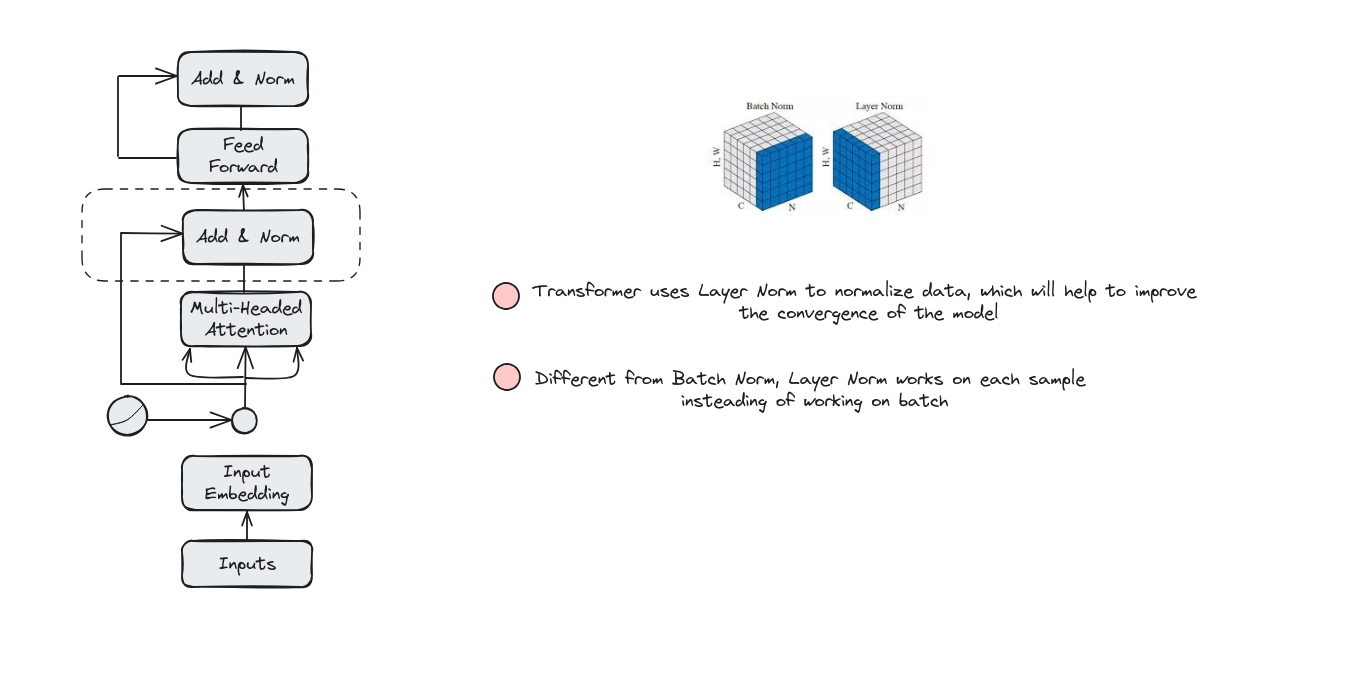 Add & Norm
Feed
Forward
Add & Norm
Multi-Headed
Attention
Input
Embedding
Inputs
Batch Norm
H, W
C
N
Layer Norm
H, W
C
N
Transformer uses Layer Norm to normalize data, which will help to improve
the convergence of the model
Different from Batch Norm, Layer Norm works on each sample
insteading of working on batch